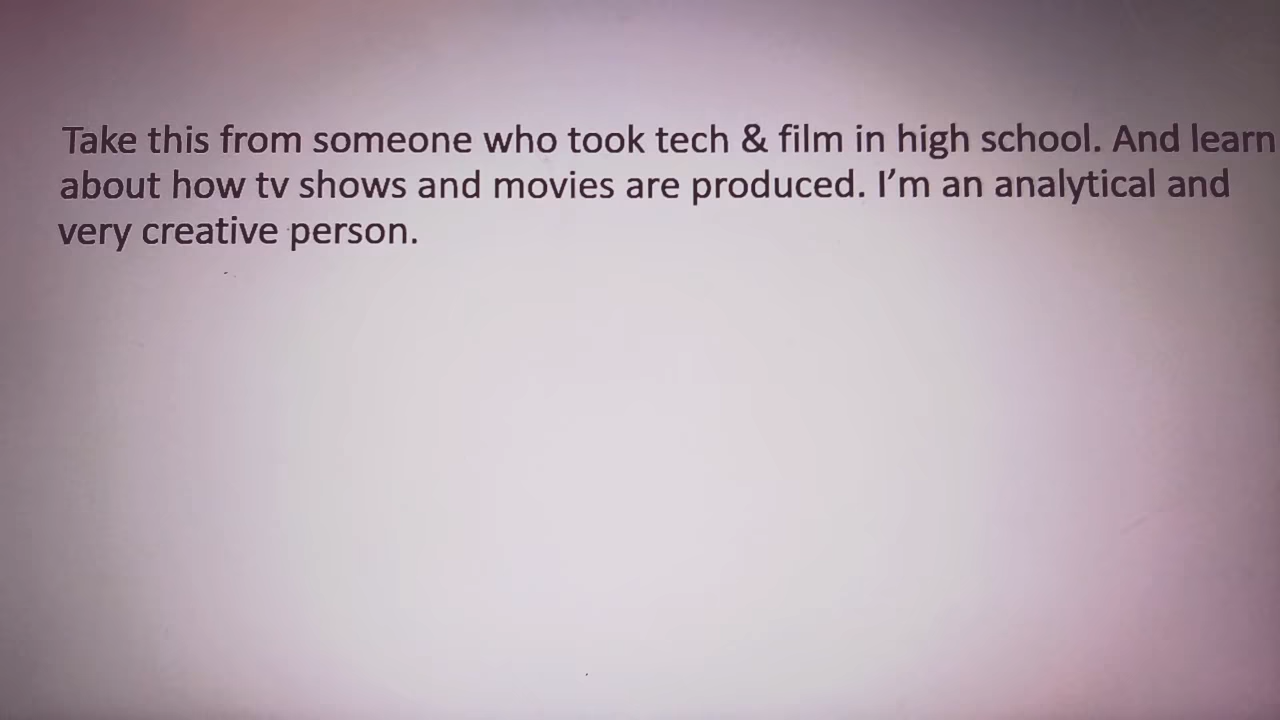 Take this from someone who took tech & film in high school. And learn
about how tv shows and movies are produced. I’m an analytical and
very creative person.